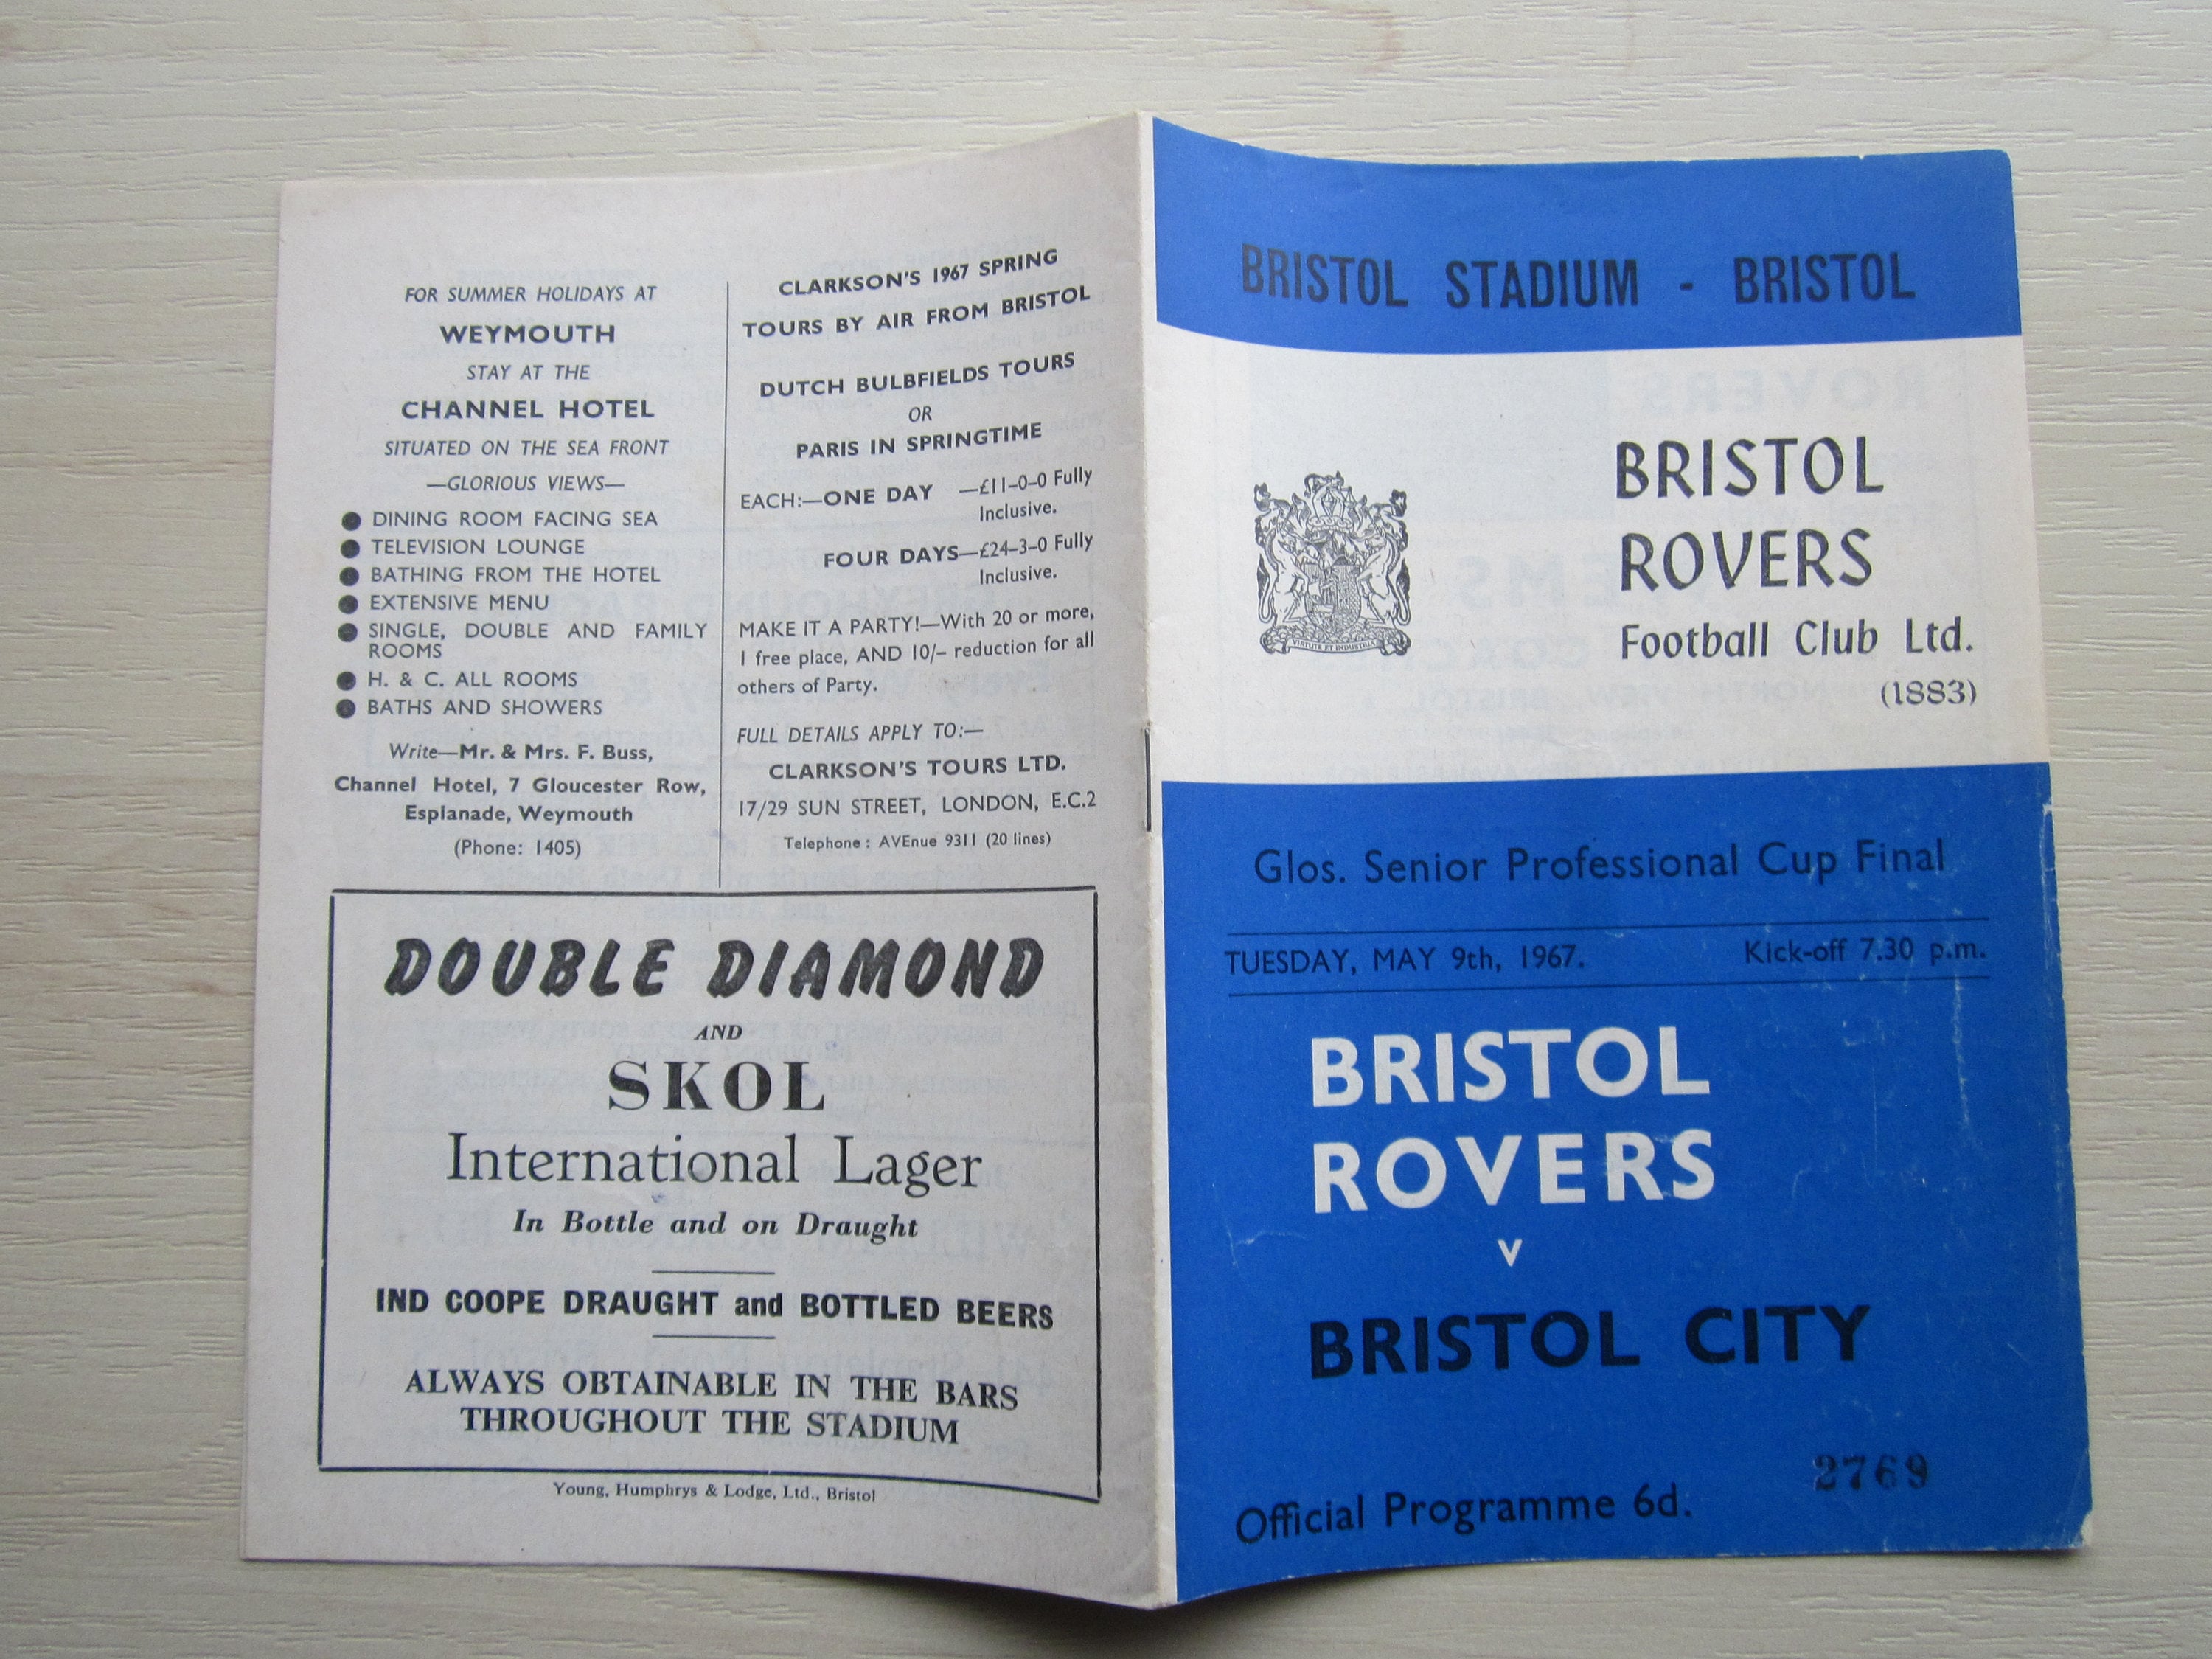 FOR SUMMER HOLIDAYS AT
WEYMOUTH
STAY AT THE
CHANNEL HOTEL
SITUATED ON THE SEA FRONT
—GLORIOUS VIEWS—
● DINING ROOM FACING SEA
● TELEVISION LOUNGE
● BATHING FROM THE HOTEL
● EXTENSIVE MENU
● SINGLE, DOUBLE AND FAMILY
ROOMS
● H. & C. ALL ROOMS
● BATHS AND SHOWERS
Write—Mr. & Mrs. F. Buss,
Channel Hotel, 7 Gloucester Row,
Esplanade, Weymouth
(Phone: 1405)
CLARKSON'S 1967 SPRING
TOURS BY AIR FROM BRISTOL
DUTCH BULBFIELDS TOURS
OR
PARIS IN SPRINGTIME
EACH:—ONE DAY —£11-0-0 Fully
Inclusive.
FOUR DAYS—£24-3-0 Fully
Inclusive.
MAKE IT A PARTY!—With 20 or more,
1 free place, AND 10/- reduction for all
others of Party.
FULL DETAILS APPLY TO:—
CLARKSON'S TOURS LTD.
17/29 SUN STREET, LONDON, E.C.2
Telephone: AVEnue 9311 (20 lines)
DOUBLE DIAMOND
AND
SKOL
International Lager
In Bottle and on Draught
IND COOPE DRAUGHT and BOTTLED BEERS
ALWAYS OBTAINABLE IN THE BARS
THROUGHOUT THE STADIUM
Young, Humphrys & Lodge, Ltd., Bristol
BRISTOL STADIUM - BRISTOL
BRISTOL
ROVERS
Football Club Ltd.
(1883)
VIRTUTE ET INDUSTRIA
Glos. Senior Professional Cup Final
TUESDAY, MAY 9th, 1967. Kick-off 7.30 p.m.
BRISTOL
ROVERS
v
BRISTOL CITY
2769
Official Programme 6d.